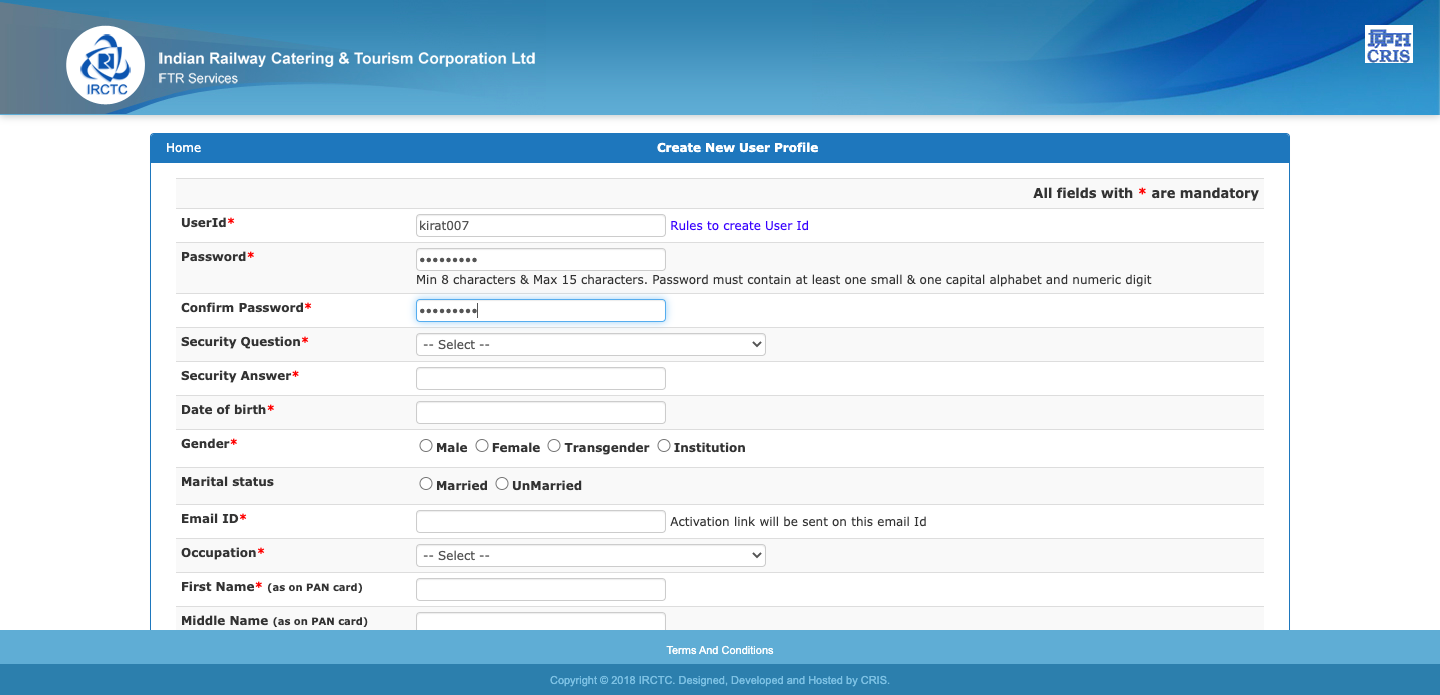 Indian Railway Catering & Tourism Corporation Ltd
FTR Services
IRCTC
क्रिस
CRIS
Home
Create New User Profile
All fields with * are mandatory
UserId* kirat007 Rules to create User Id
Password* •••••••••
Min 8 characters & Max 15 characters. Password must contain at least one small & one capital alphabet and numeric digit
Confirm Password* •••••••••
Security Question* -- Select --
Security Answer*
Date of birth*
Gender* Male Female Transgender Institution
Marital status Married UnMarried
Email ID* Activation link will be sent on this email Id
Occupation* -- Select --
First Name* (as on PAN card)
Middle Name (as on PAN card)
Terms And Conditions
Copyright © 2018 IRCTC. Designed, Developed and Hosted by CRIS.